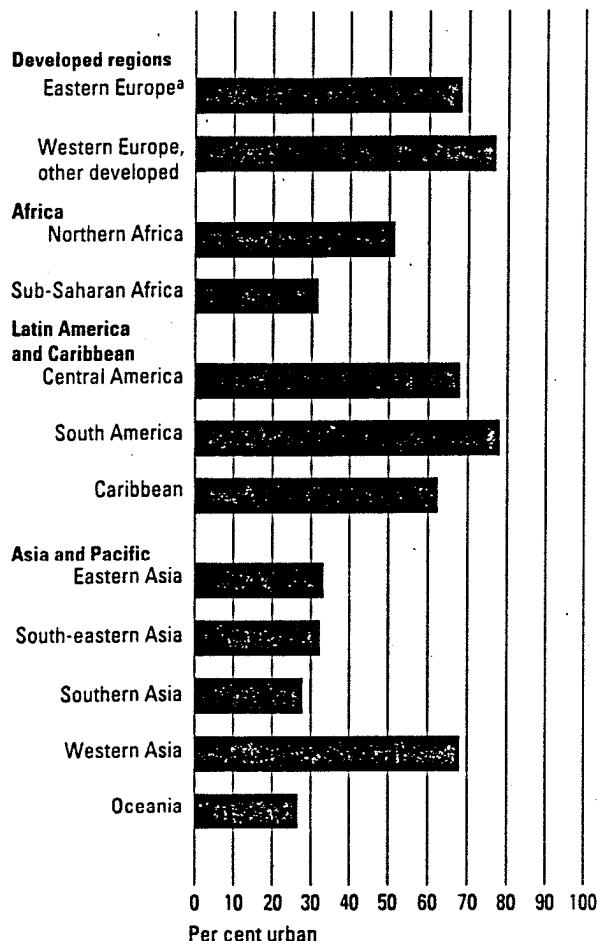 Developed regions
Eastern Europeᵃ
Western Europe,
other developed
Africa
Northern Africa
Sub-Saharan Africa
Latin America
and Caribbean
Central America
South America
Caribbean
Asia and Pacific
Eastern Asia
South-eastern Asia
Southern Asia
Western Asia
Oceania
0 10 20 30 40 50 60 70 80 90 100
Per cent urban